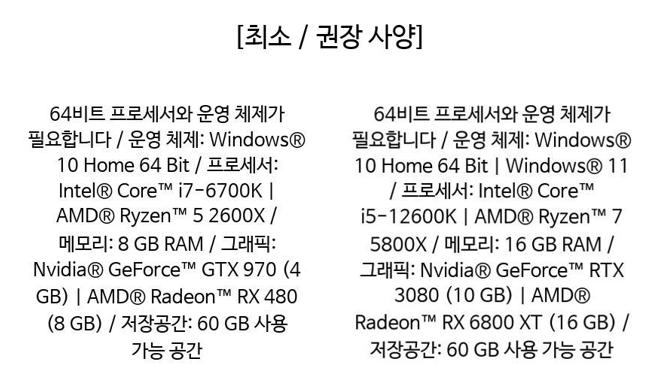 [최소 / 권장 사양]
64비트 프로세서와 운영 체제가
필요합니다 / 운영 체제: Windows®
10 Home 64 Bit / 프로세서:
Intel® Core™ i7-6700K |
AMD® Ryzen™ 5 2600X /
메모리: 8 GB RAM / 그래픽:
Nvidia® GeForce™ GTX 970 (4
GB) | AMD® Radeon™ RX 480
(8 GB) / 저장공간: 60 GB 사용
가능 공간
64비트 프로세서와 운영 체제가
필요합니다 / 운영 체제: Windows®
10 Home 64 Bit | Windows® 11
/ 프로세서: Intel® Core™
i5-12600K | AMD® Ryzen™ 7
5800X / 메모리: 16 GB RAM /
그래픽: Nvidia® GeForce™ RTX
3080 (10 GB) | AMD®
Radeon™ RX 6800 XT (16 GB) /
저장공간: 60 GB 사용 가능 공간